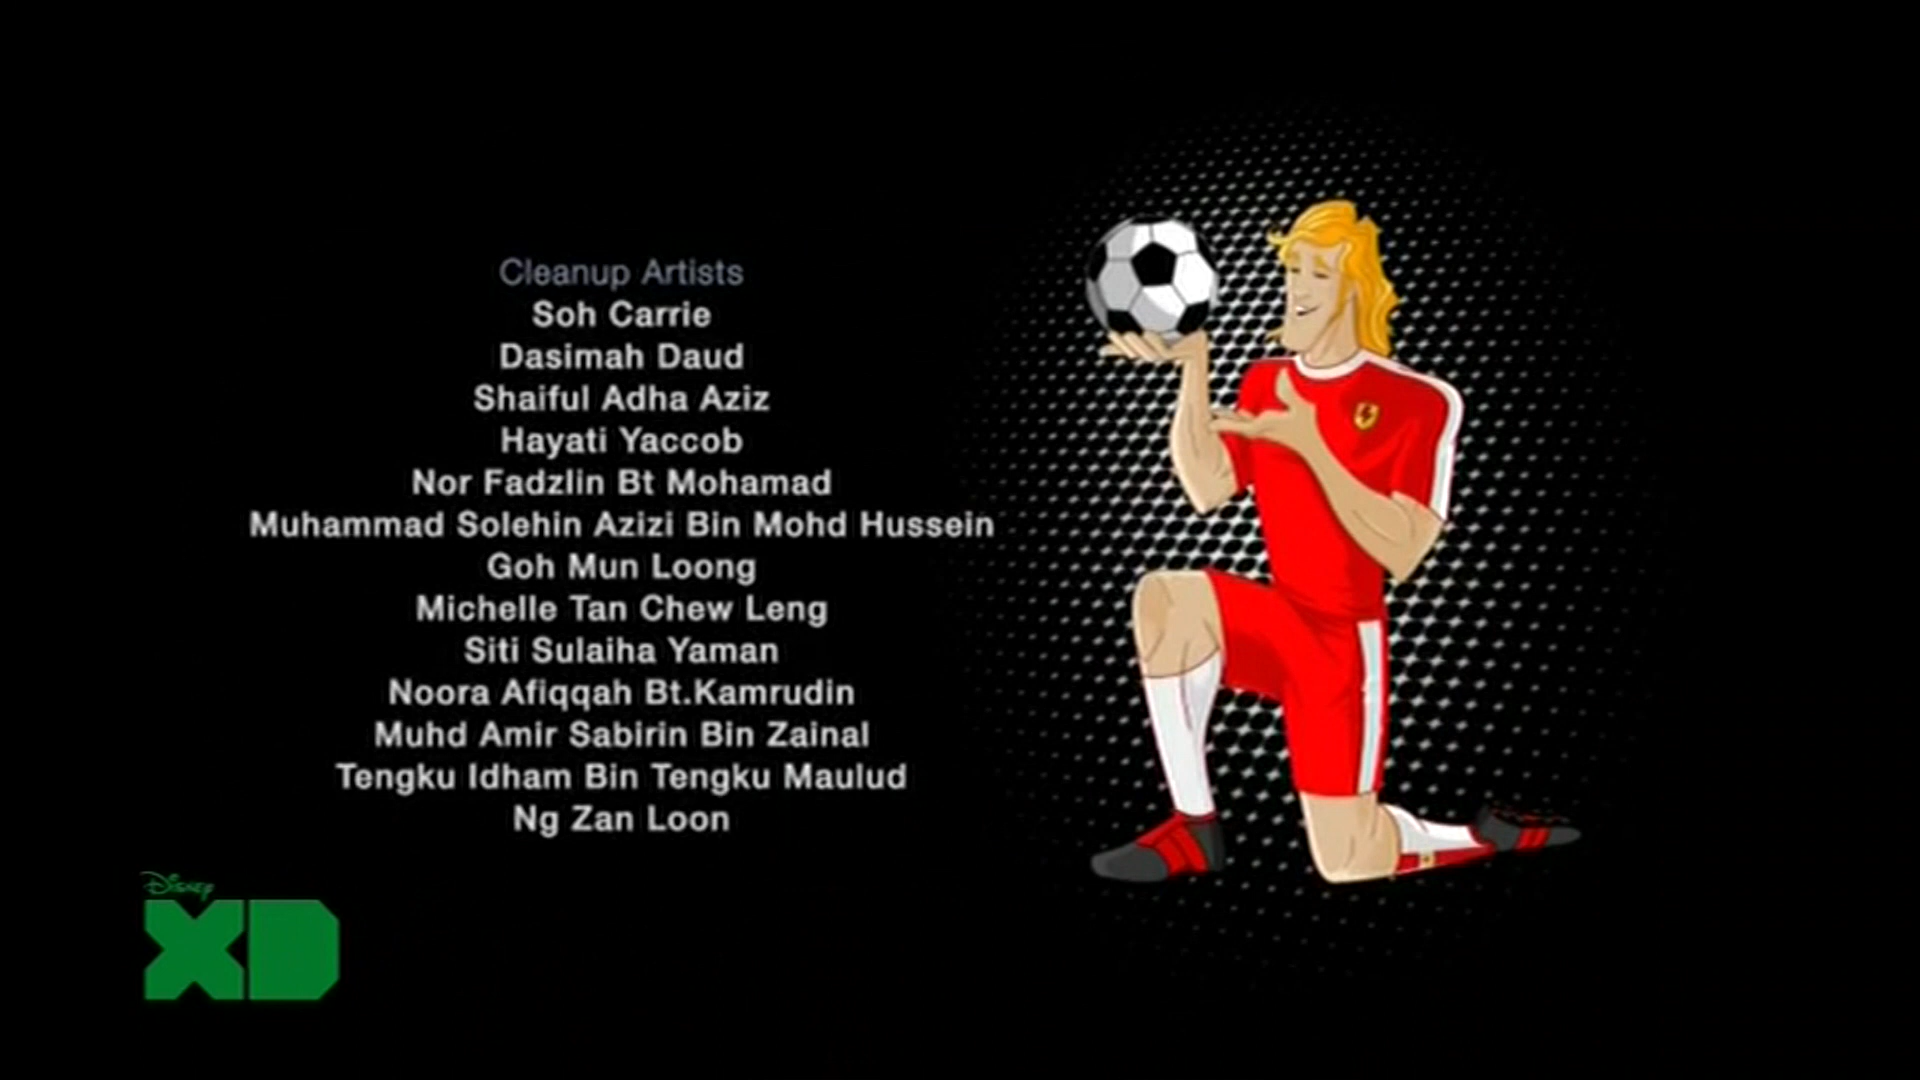 Cleanup Artists
Soh Carrie
Dasimah Daud
Shaiful Adha Aziz
Hayati Yaccob
Nor Fadzlin Bt Mohamad
Muhammad Solehin Azizi Bin Mohd Hussein
Goh Mun Loong
Michelle Tan Chew Leng
Siti Sulaiha Yaman
Noora Afiqqah Bt.Kamrudin
Muhd Amir Sabirin Bin Zainal
Tengku Idham Bin Tengku Maulud
Ng Zan Loon
Disney
XD